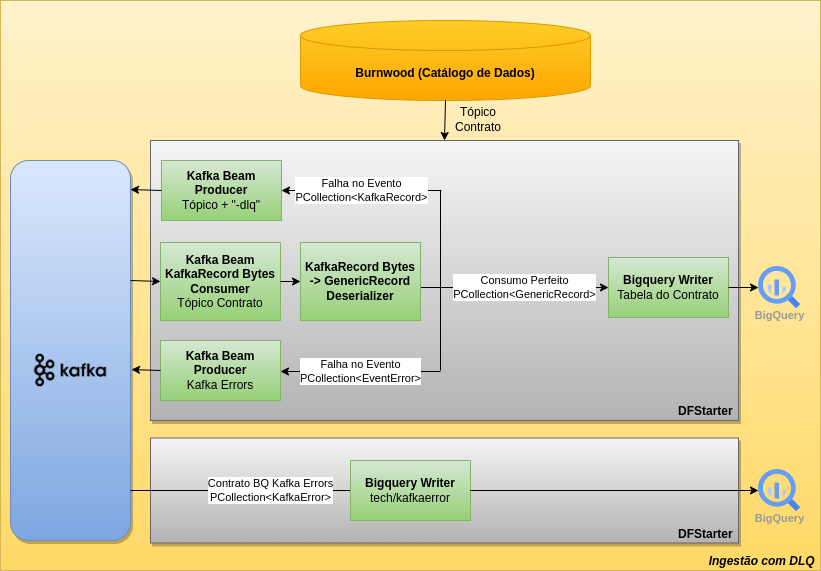 Burnwood (Catálogo de Dados)
Tópico
Contrato
Kafka Beam
Producer
Tópico + "-dlq"
Falha no Evento
PCollection<KafkaRecord>
Kafka Beam
KafkaRecord Bytes
Consumer
Tópico Contrato
KafkaRecord Bytes
-> GenericRecord
Deserializer
Consumo Perfeito
PCollection<GenericRecord>
Bigquery Writer
Tabela do Contrato
BigQuery
Kafka Beam
Producer
Kafka Errors
Falha no Evento
PCollection<EventError>
kafka
DFStarter
Contrato BQ Kafka Errors
PCollection<KafkaError>
Bigquery Writer
tech/kafkaerror
BigQuery
DFStarter
Ingestão com DLQ